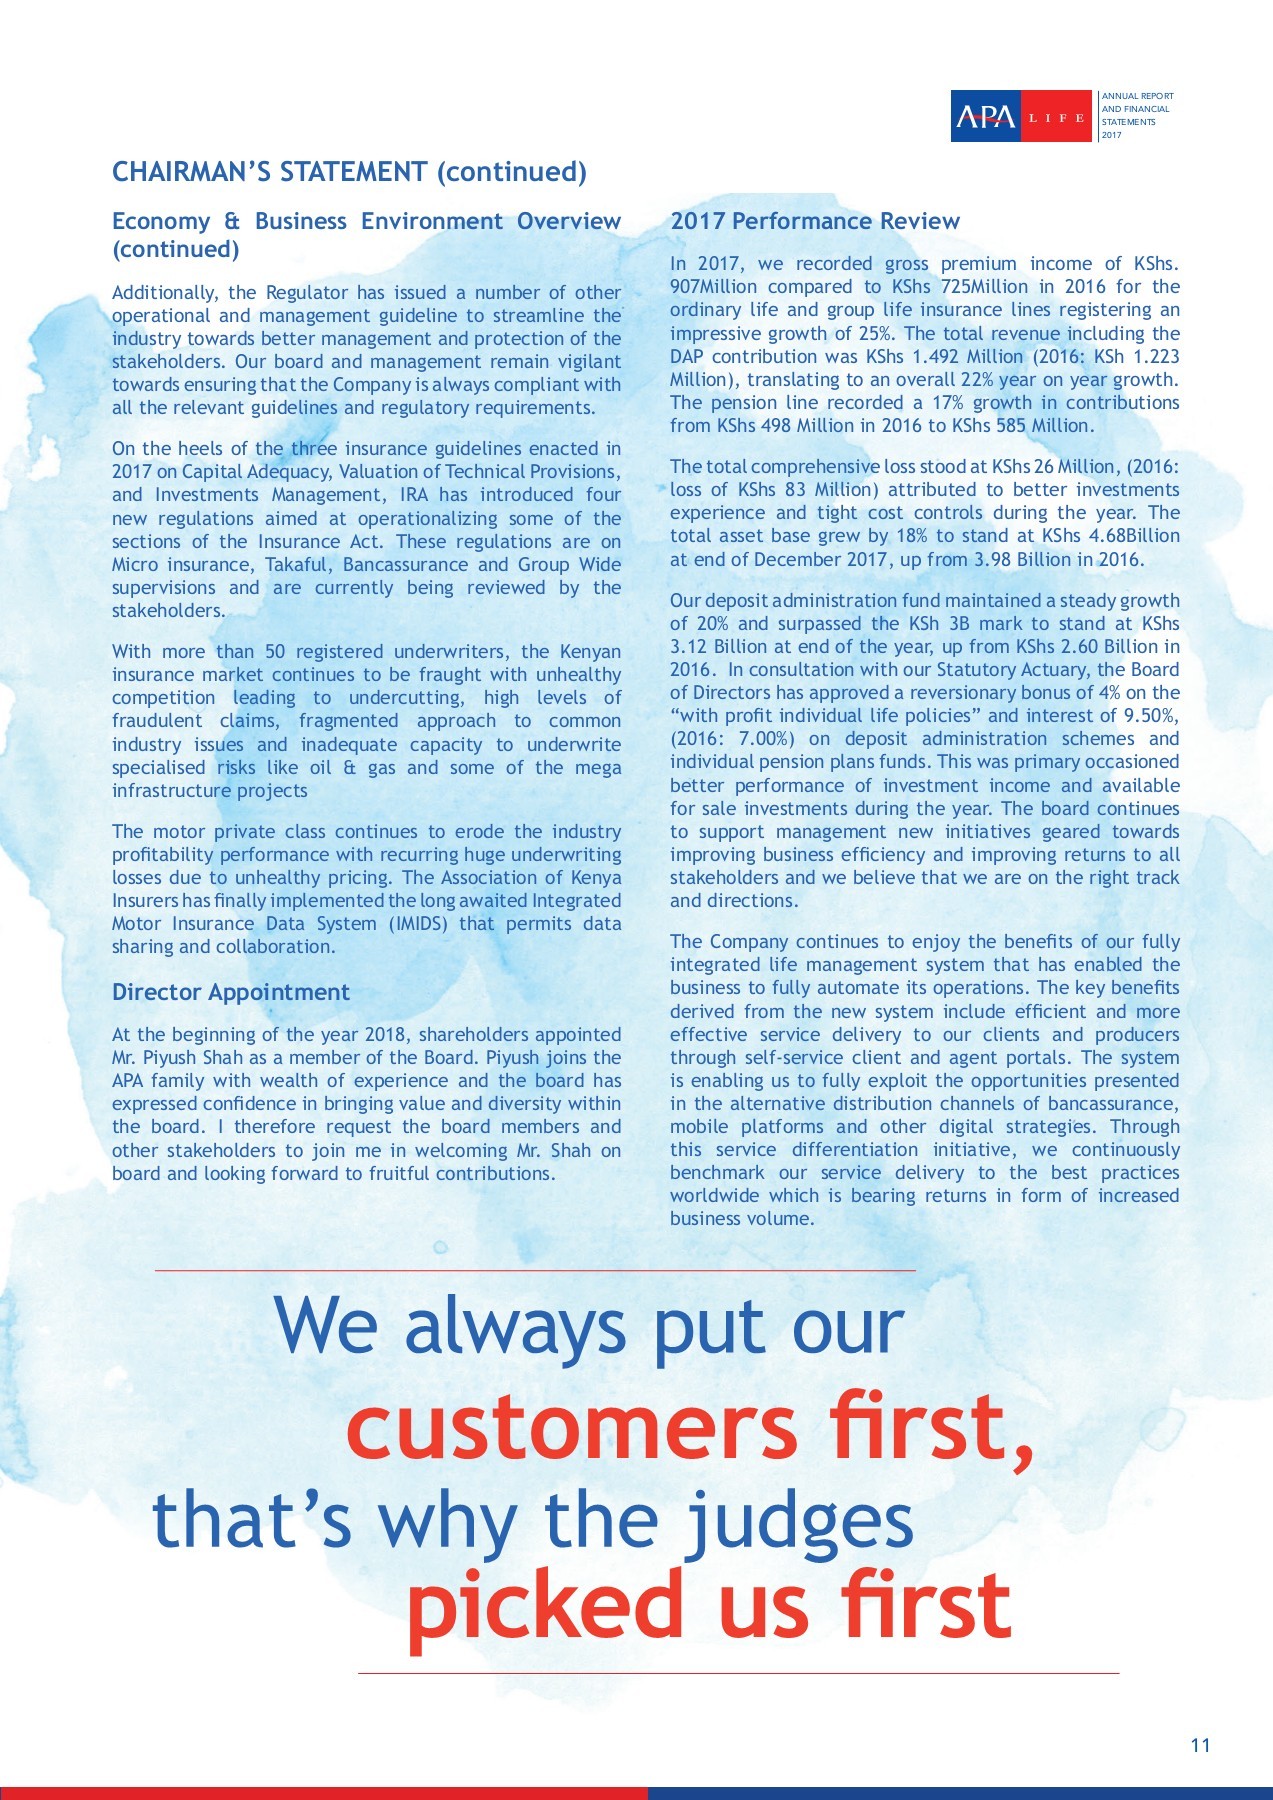 APA LIFE
ANNUAL REPORT
AND FINANCIAL
STATEMENTS
2017
CHAIRMAN’S STATEMENT (continued)
Economy & Business Environment Overview
(continued)
Additionally, the Regulator has issued a number of other
operational and management guideline to streamline the
industry towards better management and protection of the
stakeholders. Our board and management remain vigilant
towards ensuring that the Company is always compliant with
all the relevant guidelines and regulatory requirements.
On the heels of the three insurance guidelines enacted in
2017 on Capital Adequacy, Valuation of Technical Provisions,
and Investments Management, IRA has introduced four
new regulations aimed at operationalizing some of the
sections of the Insurance Act. These regulations are on
Micro insurance, Takaful, Bancassurance and Group Wide
supervisions and are currently being reviewed by the
stakeholders.
With more than 50 registered underwriters, the Kenyan
insurance market continues to be fraught with unhealthy
competition leading to undercutting, high levels of
fraudulent claims, fragmented approach to common
industry issues and inadequate capacity to underwrite
specialised risks like oil & gas and some of the mega
infrastructure projects
The motor private class continues to erode the industry
profitability performance with recurring huge underwriting
losses due to unhealthy pricing. The Association of Kenya
Insurers has finally implemented the long awaited Integrated
Motor Insurance Data System (IMIDS) that permits data
sharing and collaboration.
Director Appointment
At the beginning of the year 2018, shareholders appointed
Mr. Piyush Shah as a member of the Board. Piyush joins the
APA family with wealth of experience and the board has
expressed confidence in bringing value and diversity within
the board. I therefore request the board members and
other stakeholders to join me in welcoming Mr. Shah on
board and looking forward to fruitful contributions.
2017 Performance Review
In 2017, we recorded gross premium income of KShs.
907Million compared to KShs 725Million in 2016 for the
ordinary life and group life insurance lines registering an
impressive growth of 25%. The total revenue including the
DAP contribution was KShs 1.492 Million (2016: KSh 1.223
Million), translating to an overall 22% year on year growth.
The pension line recorded a 17% growth in contributions
from KShs 498 Million in 2016 to KShs 585 Million.
The total comprehensive loss stood at KShs 26 Million, (2016:
loss of KShs 83 Million) attributed to better investments
experience and tight cost controls during the year. The
total asset base grew by 18% to stand at KShs 4.68Billion
at end of December 2017, up from 3.98 Billion in 2016.
Our deposit administration fund maintained a steady growth
of 20% and surpassed the KSh 3B mark to stand at KShs
3.12 Billion at end of the year, up from KShs 2.60 Billion in
2016. In consultation with our Statutory Actuary, the Board
of Directors has approved a reversionary bonus of 4% on the
“with profit individual life policies” and interest of 9.50%,
(2016: 7.00%) on deposit administration schemes and
individual pension plans funds. This was primary occasioned
better performance of investment income and available
for sale investments during the year. The board continues
to support management new initiatives geared towards
improving business efficiency and improving returns to all
stakeholders and we believe that we are on the right track
and directions.
The Company continues to enjoy the benefits of our fully
integrated life management system that has enabled the
business to fully automate its operations. The key benefits
derived from the new system include efficient and more
effective service delivery to our clients and producers
through self-service client and agent portals. The system
is enabling us to fully exploit the opportunities presented
in the alternative distribution channels of bancassurance,
mobile platforms and other digital strategies. Through
this service differentiation initiative, we continuously
benchmark our service delivery to the best practices
worldwide which is bearing returns in form of increased
business volume.
We always put our
customers first,
that’s why the judges
picked us first
11